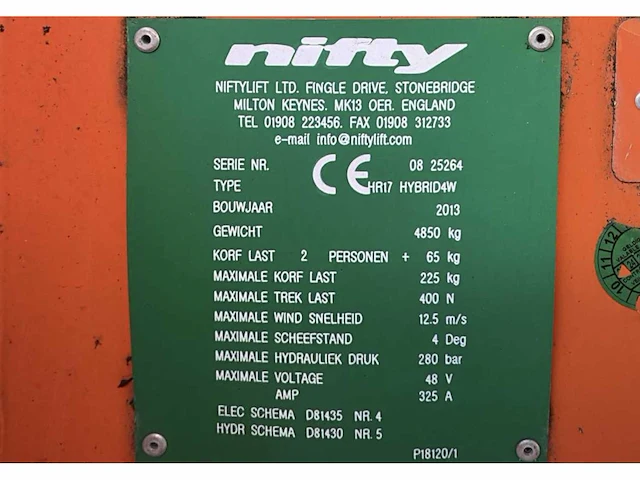 nifty
NIFTYLIFT LTD. FINGLE DRIVE, STONEBRIDGE
MILTON KEYNES. MK13 OER. ENGLAND
TEL 01908 223456. FAX 01908 312733
e-mail info@niftylift.com
SERIE NR. 08 25264
TYPE CE HR17 HYBRID4W
BOUWJAAR 2013
GEWICHT 4850 kg
KORF LAST 2 PERSONEN + 65 kg
MAXIMALE KORF LAST 225 kg
MAXIMALE TREK LAST 400 N
MAXIMALE WIND SNELHEID 12.5 m/s
MAXIMALE SCHEEFSTAND 4 Deg
MAXIMALE HYDRAULIEK DRUK 280 bar
MAXIMALE VOLTAGE 48 V
AMP 325 A
ELEC SCHEMA D81435 NR. 4
HYDR SCHEMA D81430 NR. 5
P18120/1
10 11 12